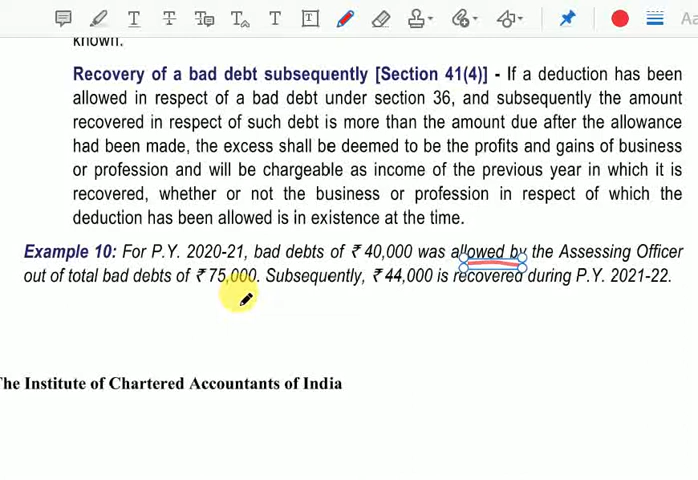 known.
Recovery of a bad debt subsequently [Section 41(4)] - If a deduction has been
allowed in respect of a bad debt under section 36, and subsequently the amount
recovered in respect of such debt is more than the amount due after the allowance
had been made, the excess shall be deemed to be the profits and gains of business
or profession and will be chargeable as income of the previous year in which it is
recovered, whether or not the business or profession in respect of which the
deduction has been allowed is in existence at the time.
Example 10: For P.Y. 2020-21, bad debts of ₹ 40,000 was allowed by the Assessing Officer
out of total bad debts of ₹ 75,000. Subsequently, ₹ 44,000 is recovered during P.Y. 2021-22.
The Institute of Chartered Accountants of India